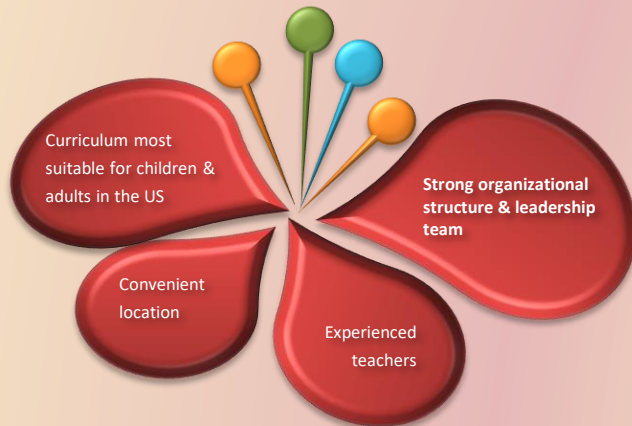 Curriculum most
suitable for children &
adults in the US
Strong organizational
structure & leadership
team
Convenient
location
Experienced
teachers